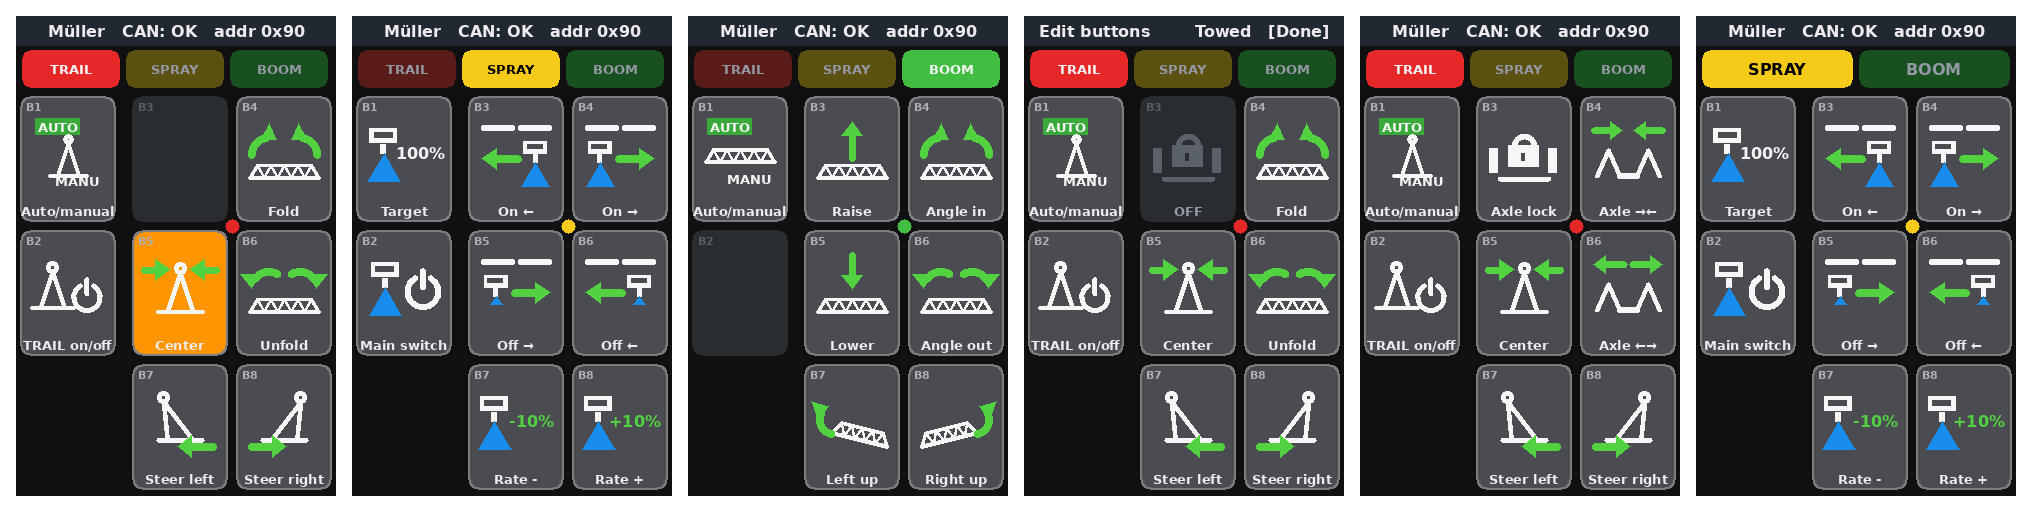 Müller CAN: OK addr 0x90
TRAIL SPRAY BOOM
B1 B3 B4
AUTO
MANU
Auto/manual Fold
B2 B5 B6
TRAIL on/off Center Unfold
B7 B8
Steer left Steer right
Müller CAN: OK addr 0x90
TRAIL SPRAY BOOM
B1 B3 B4
100%
Target On ← On →
B2 B5 B6
Main switch Off → Off ←
B7 B8
-10% +10%
Rate - Rate +
Müller CAN: OK addr 0x90
TRAIL SPRAY BOOM
B1 B3 B4
AUTO
MANU
Auto/manual Raise Angle in
B2 B5 B6
Lower Angle out
B7 B8
Left up Right up
Edit buttons Towed [Done]
TRAIL SPRAY BOOM
B1 B3 B4
AUTO
MANU
Auto/manual OFF Fold
B2 B5 B6
TRAIL on/off Center Unfold
B7 B8
Steer left Steer right
Müller CAN: OK addr 0x90
TRAIL SPRAY BOOM
B1 B3 B4
AUTO
MANU
Auto/manual Axle lock Axle →←
B2 B5 B6
TRAIL on/off Center Axle ←→
B7 B8
Steer left Steer right
Müller CAN: OK addr 0x90
SPRAY BOOM
B1 B3 B4
100%
Target On ← On →
B2 B5 B6
Main switch Off → Off ←
B7 B8
-10% +10%
Rate - Rate +